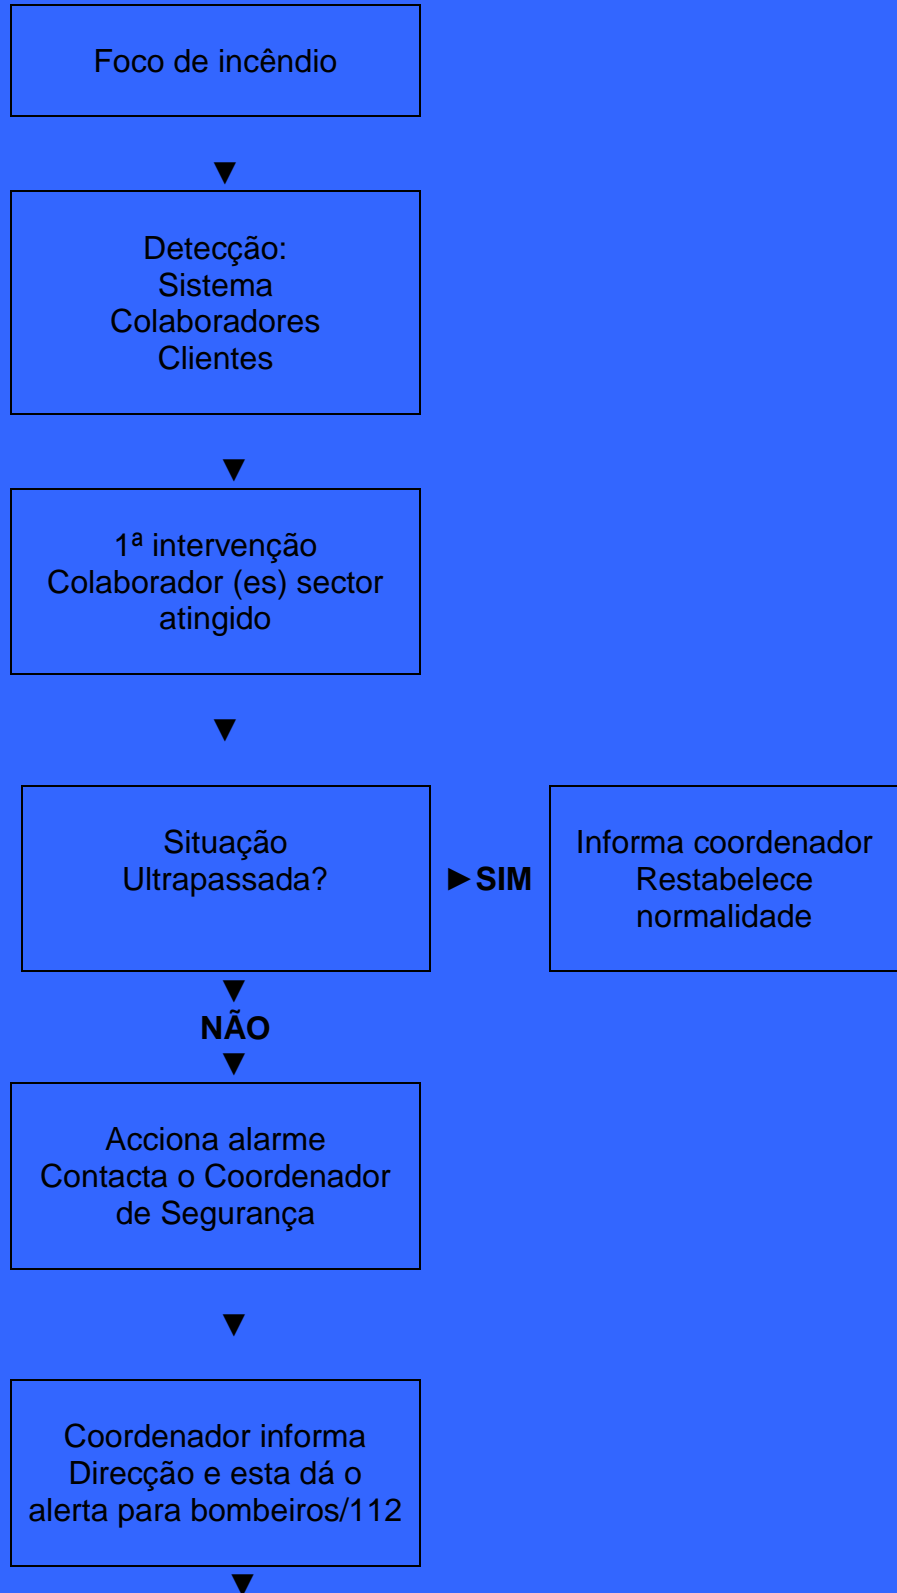 Foco de incêndio
▼
Detecção:
Sistema
Colaboradores
Clientes
▼
1ª intervenção
Colaborador (es) sector
atingido
▼
Situação
Ultrapassada?
►SIM
Informa coordenador
Restabelece
normalidade
▼
NÃO
▼
Acciona alarme
Contacta o Coordenador
de Segurança
▼
Coordenador informa
Direcção e esta dá o
alerta para bombeiros/112
▼